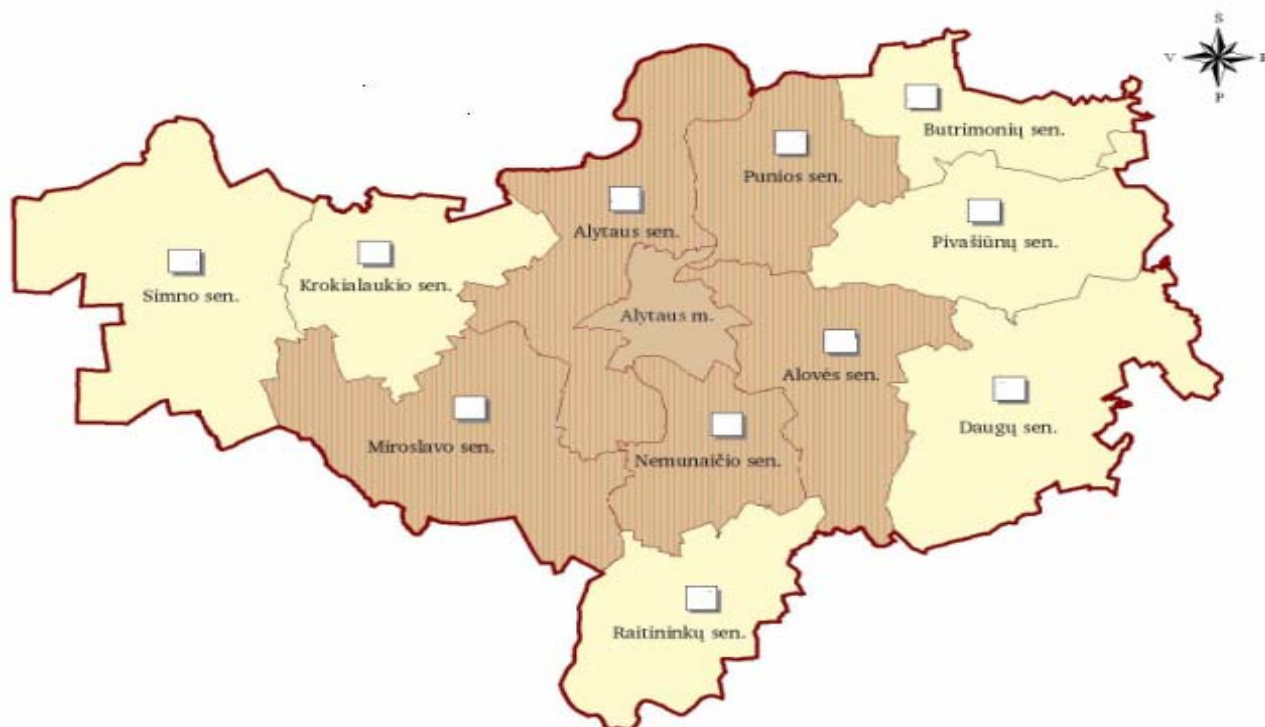 Š
V
R
P
Butrimonių sen.
Punios sen.
Alytaus sen.
Pivašiūnų sen.
Krokialaukio sen.
Simno sen.
Alytaus m.
Alovės sen.
Daugų sen.
Miroslavo sen.
Nemunaičio sen.
Raitininkų sen.